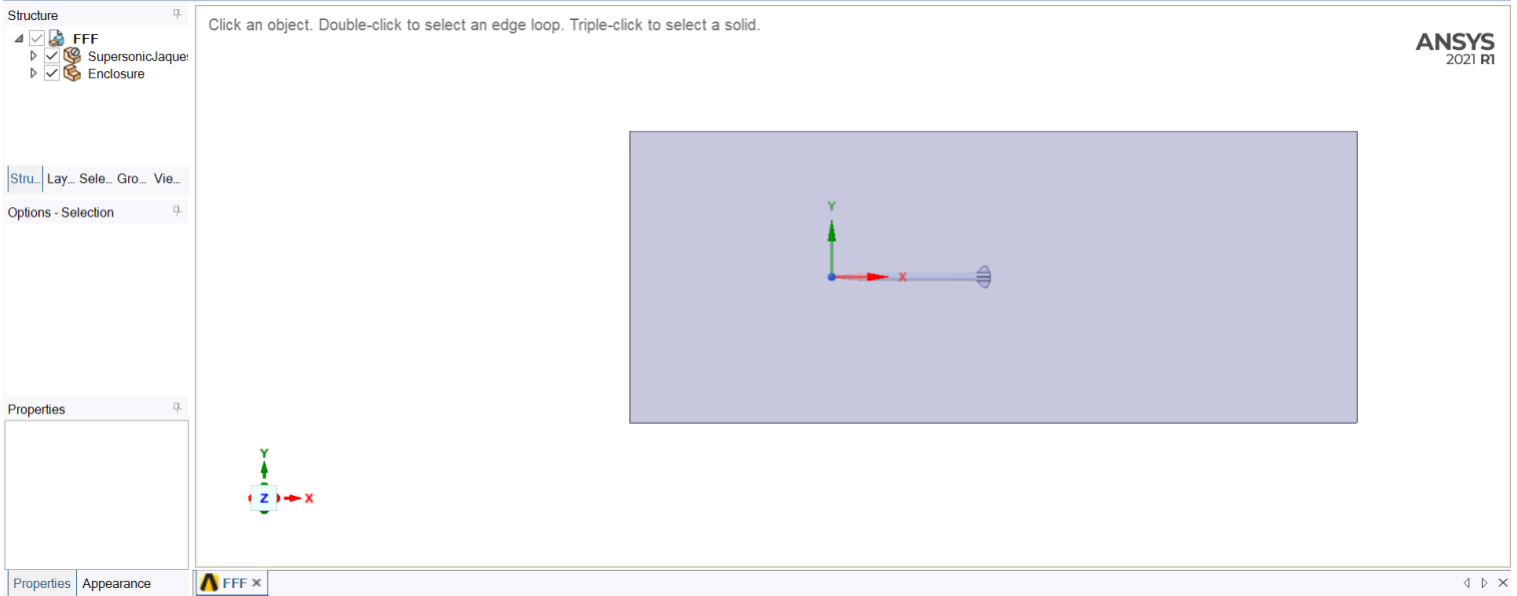 Structure
FFF
SupersonicJaque
Enclosure
Stru... Lay... Sele... Gro... Vie...
Options - Selection
Properties
Properties Appearance
Click an object. Double-click to select an edge loop. Triple-click to select a solid.
ANSYS
2021 R1
Y
X
Y
Z X
FFF